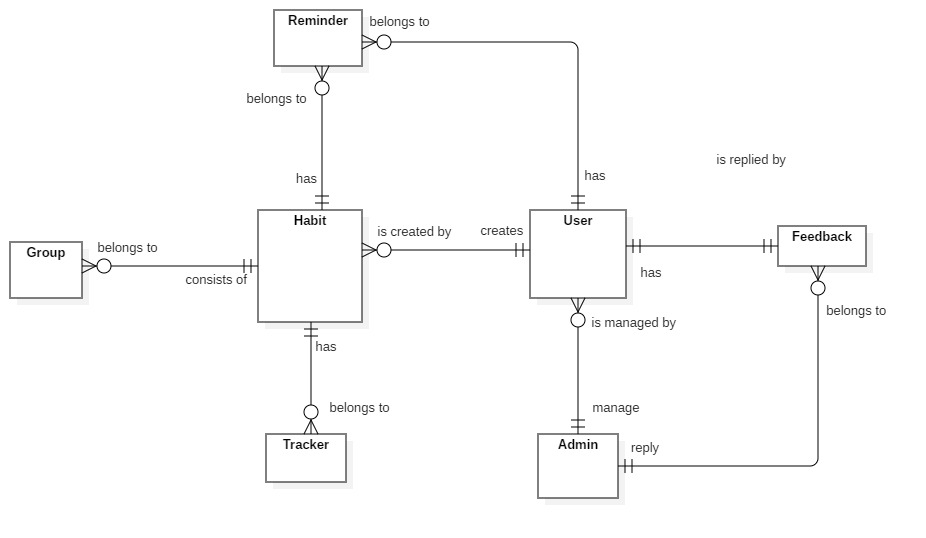 Reminder
belongs to
belongs to
is replied by
has
has
Habit
User
is created by
creates
Feedback
Group
belongs to
consists of
has
belongs to
is managed by
has
belongs to
manage
Tracker
Admin
reply